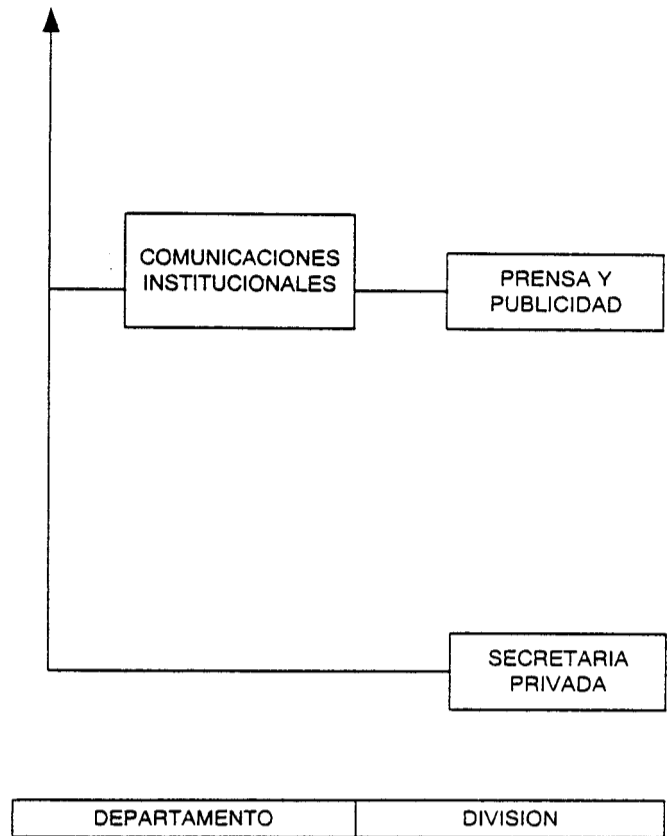 COMUNICACIONES
INSTITUCIONALES
PRENSA Y
PUBLICIDAD
SECRETARIA
PRIVADA
DEPARTAMENTO
DIVISION